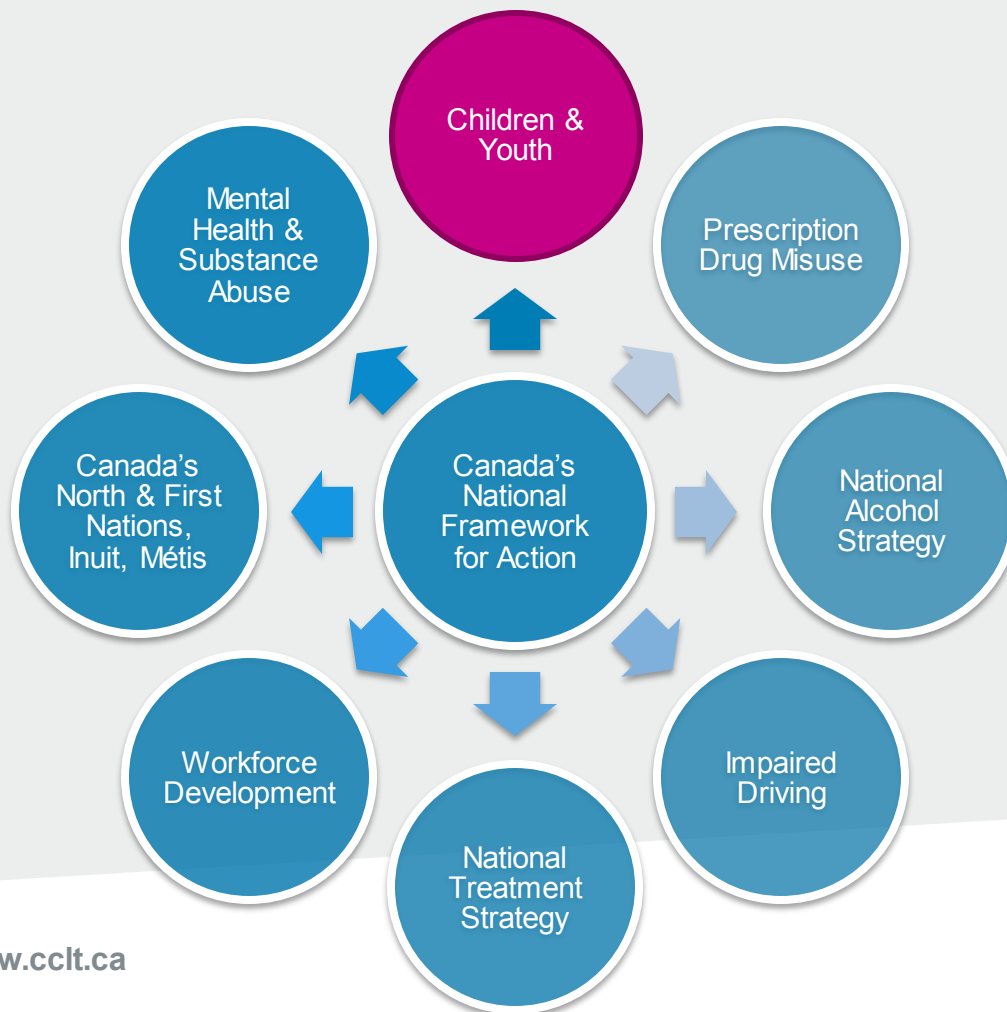 Children &
Youth
Mental
Health &
Substance
Abuse
Prescription
Drug Misuse
Canada’s
North & First
Nations,
Inuit, Métis
Canada’s
National
Framework
for Action
National
Alcohol
Strategy
Workforce
Development
Impaired
Driving
National
Treatment
Strategy
w.cclt.ca